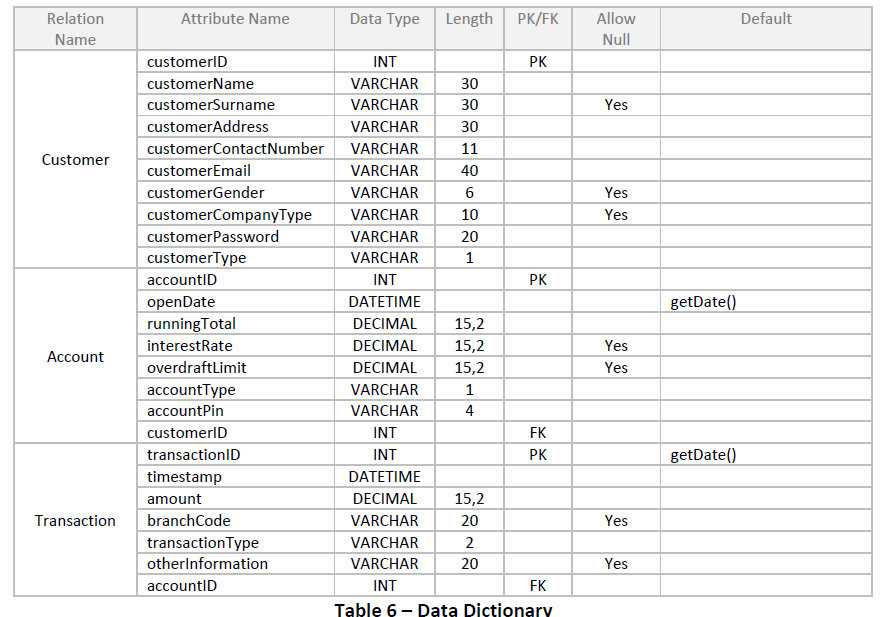 Relation Name Attribute Name Data Type Length PK/FK Allow Null Default
Customer
customerID INT PK
customerName VARCHAR 30
customerSurname VARCHAR 30 Yes
customerAddress VARCHAR 30
customerContactNumber VARCHAR 11
customerEmail VARCHAR 40
customerGender VARCHAR 6 Yes
customerCompanyType VARCHAR 10 Yes
customerPassword VARCHAR 20
customerType VARCHAR 1
Account
accountID INT PK
openDate DATETIME getDate()
runningTotal DECIMAL 15,2
interestRate DECIMAL 15,2 Yes
overdraftLimit DECIMAL 15,2 Yes
accountType VARCHAR 1
accountPin VARCHAR 4
customerID INT FK
Transaction
transactionID INT PK getDate()
timestamp DATETIME
amount DECIMAL 15,2
branchCode VARCHAR 20 Yes
transactionType VARCHAR 2
otherInformation VARCHAR 20 Yes
accountID INT FK
Table 6 – Data Dictionary